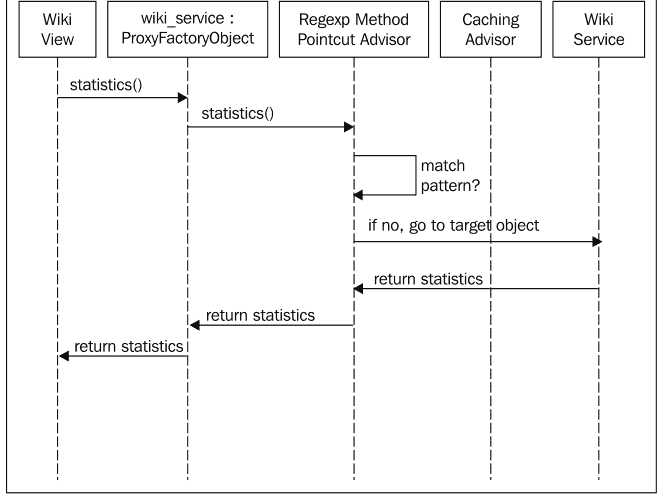 Wiki
View
wiki_service :
ProxyFactoryObject
Regexp Method
Pointcut Advisor
Caching
Advisor
Wiki
Service
statistics()
statistics()
match
pattern?
if no, go to target object
return statistics
return statistics
return statistics